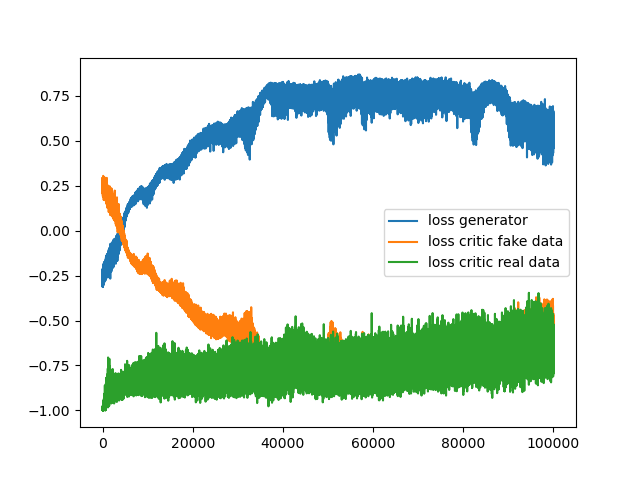 0.75
0.50
0.25
0.00
−0.25
−0.50
−0.75
−1.00
loss generator
loss critic fake data
loss critic real data
0 20000 40000 60000 80000 100000